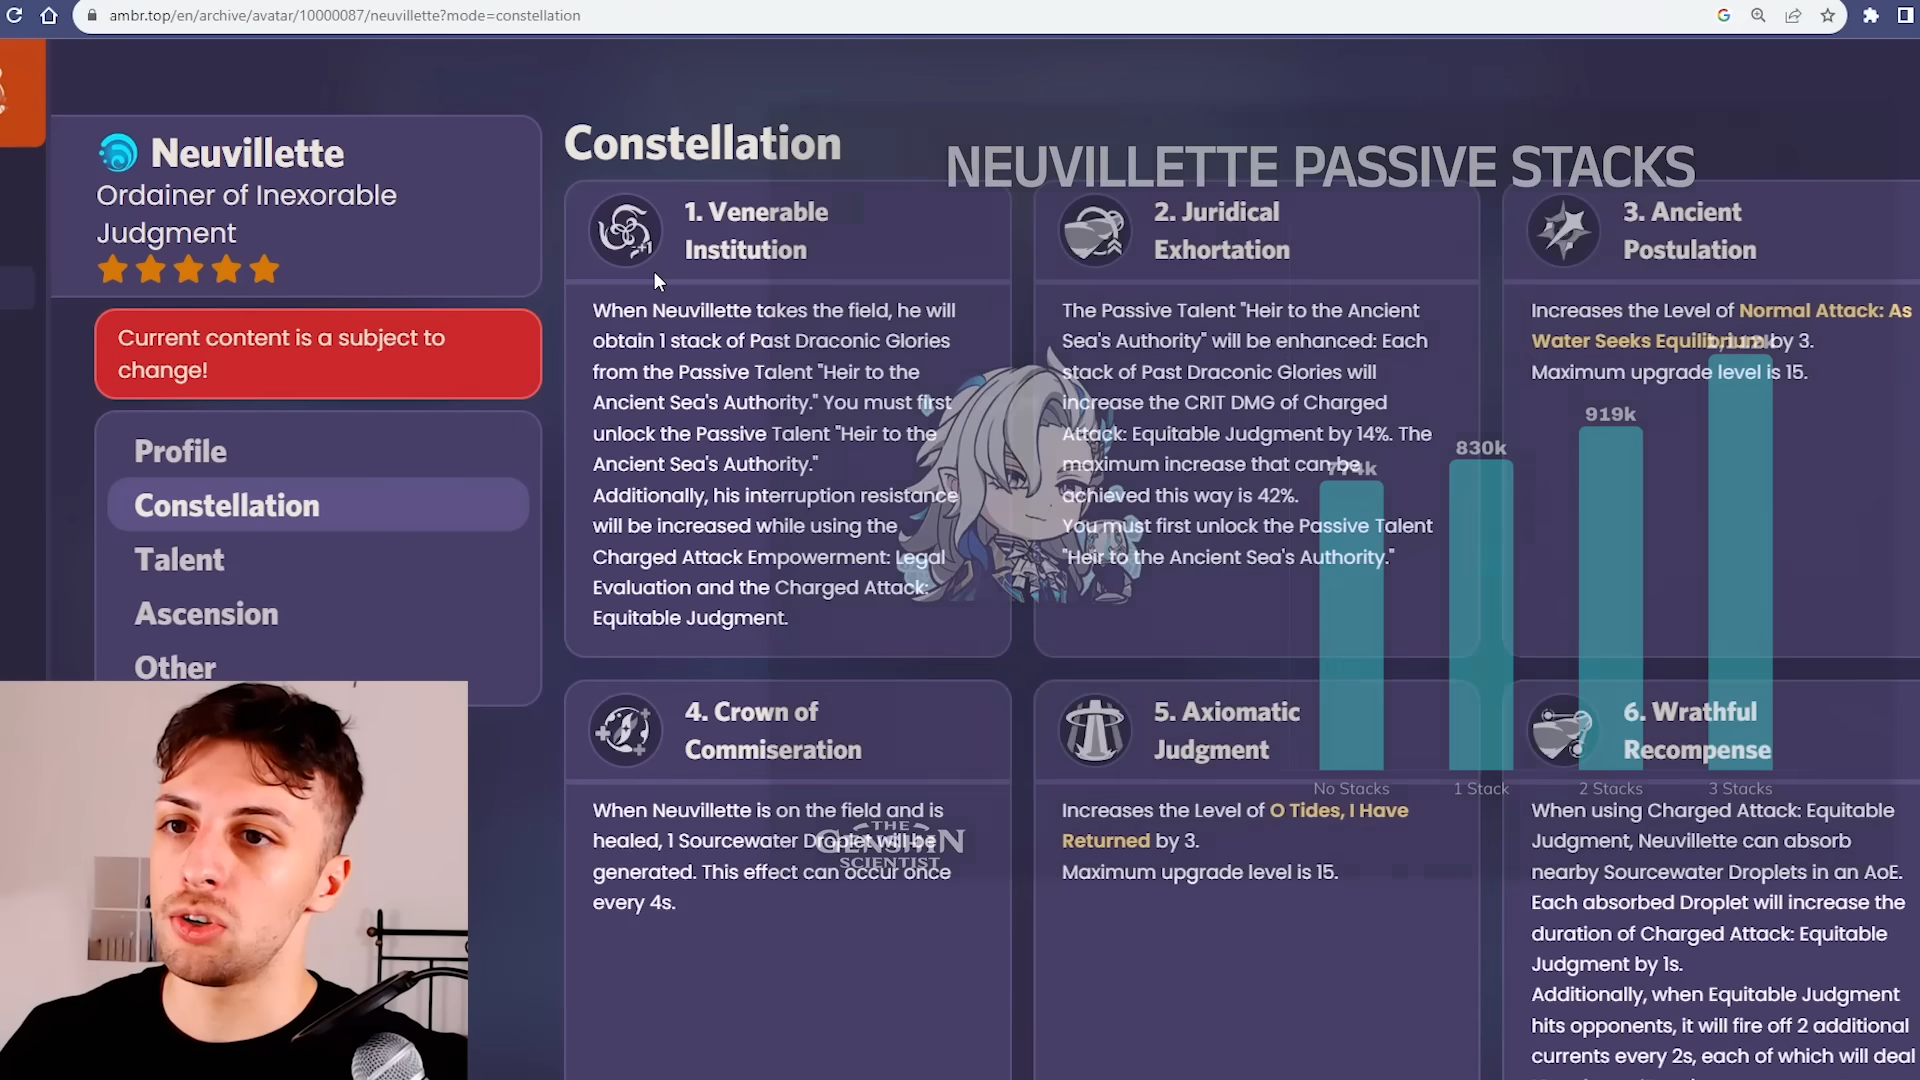 ambr.top/en/archive/avatar/10000087/neuvillette?mode=constellation
Neuvillette
Ordainer of Inexorable
Judgment
Current content is a subject to
change!
Profile
Constellation
Talent
Ascension
Other
Constellation
NEUVILLETTE PASSIVE STACKS
1. Venerable
Institution
When Neuvillette takes the field, he will
obtain 1 stack of Past Draconic Glories
from the Passive Talent "Heir to the
Ancient Sea's Authority." You must first
unlock the Passive Talent "Heir to the
Ancient Sea's Authority."
Additionally, his interruption resistance
will be increased while using the
Charged Attack Empowerment: Legal
Evaluation and the Charged Attack:
Equitable Judgment.
2. Juridical
Exhortation
The Passive Talent "Heir to the Ancient
Sea's Authority" will be enhanced: Each
stack of Past Draconic Glories will
increase the CRIT DMG of Charged
Attack: Equitable Judgment by 14%. The
maximum increase that can be
achieved this way is 42%.
You must first unlock the Passive Talent
"Heir to the Ancient Sea's Authority."
3. Ancient
Postulation
Increases the Level of Normal Attack: As
Water Seeks Equilibrium by 3.
Maximum upgrade level is 15.
774k
830k
919k
No Stacks
1 Stack
2 Stacks
3 Stacks
4. Crown of
Commiseration
When Neuvillette is on the field and is
healed, 1 Sourcewater Droplet will be
generated. This effect can occur once
every 4s.
THE
GENSHIN
SCIENTIST
5. Axiomatic
Judgment
Increases the Level of O Tides, I Have
Returned by 3.
Maximum upgrade level is 15.
6. Wrathful
Recompense
When using Charged Attack: Equitable
Judgment, Neuvillette can absorb
nearby Sourcewater Droplets in an AoE.
Each absorbed Droplet will increase the
duration of Charged Attack: Equitable
Judgment by 1s.
Additionally, when Equitable Judgment
hits opponents, it will fire off 2 additional
currents every 2s, each of which will deal